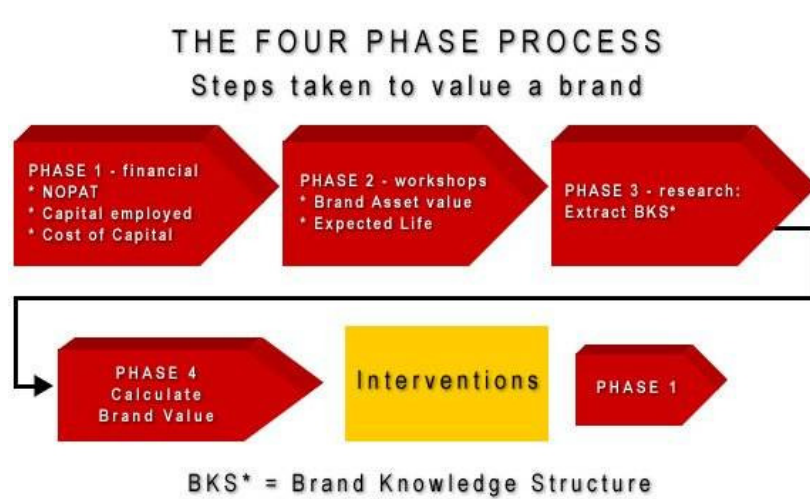 THE FOUR PHASE PROCESS
Steps taken to value a brand
PHASE 1 - financial
* NOPAT
* Capital employed
* Cost of Capital
PHASE 2 - workshops
* Brand Asset value
* Expected Life
PHASE 3 - research:
Extract BKS*
PHASE 4
Calculate
Brand Value
Interventions
PHASE 1
BKS* = Brand Knowledge Structure